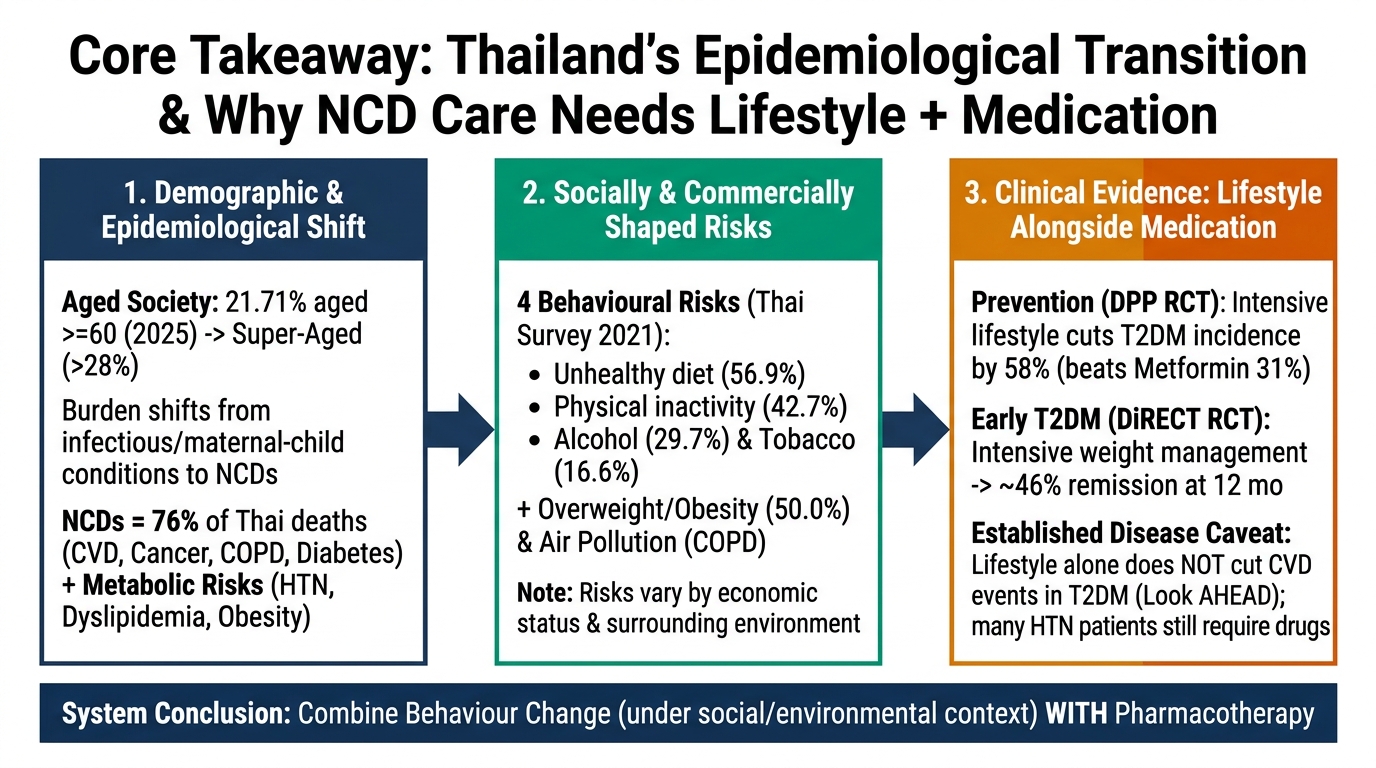 Core Takeaway: Thailand's Epidemiological Transition
& Why NCD Care Needs Lifestyle + Medication
1. Demographic &
Epidemiological Shift
Aged Society: 21.71% aged
>=60 (2025) -> Super-Aged
(>28%)
Burden shifts from
infectious/maternal-child
conditions to NCDs
NCDs = 76% of Thai deaths
(CVD, Cancer, COPD, Diabetes)
+ Metabolic Risks (HTN,
Dyslipidemia, Obesity)
2. Socially & Commercially
Shaped Risks
4 Behavioural Risks (Thai
Survey 2021):
• Unhealthy diet (56.9%)
• Physical inactivity (42.7%)
• Alcohol (29.7%) & Tobacco
(16.6%)
+ Overweight/Obesity (50.0%)
& Air Pollution (COPD)
Note: Risks vary by economic
status & surrounding environment
3. Clinical Evidence: Lifestyle
Alongside Medication
Prevention (DPP RCT): Intensive
lifestyle cuts T2DM incidence
by 58% (beats Metformin 31%)
Early T2DM (DiRECT RCT):
Intensive weight management
-> ~46% remission at 12 mo
Established Disease Caveat:
Lifestyle alone does NOT cut CVD
events in T2DM (Look AHEAD);
many HTN patients still require drugs
System Conclusion: Combine Behaviour Change (under social/environmental context) WITH Pharmacotherapy